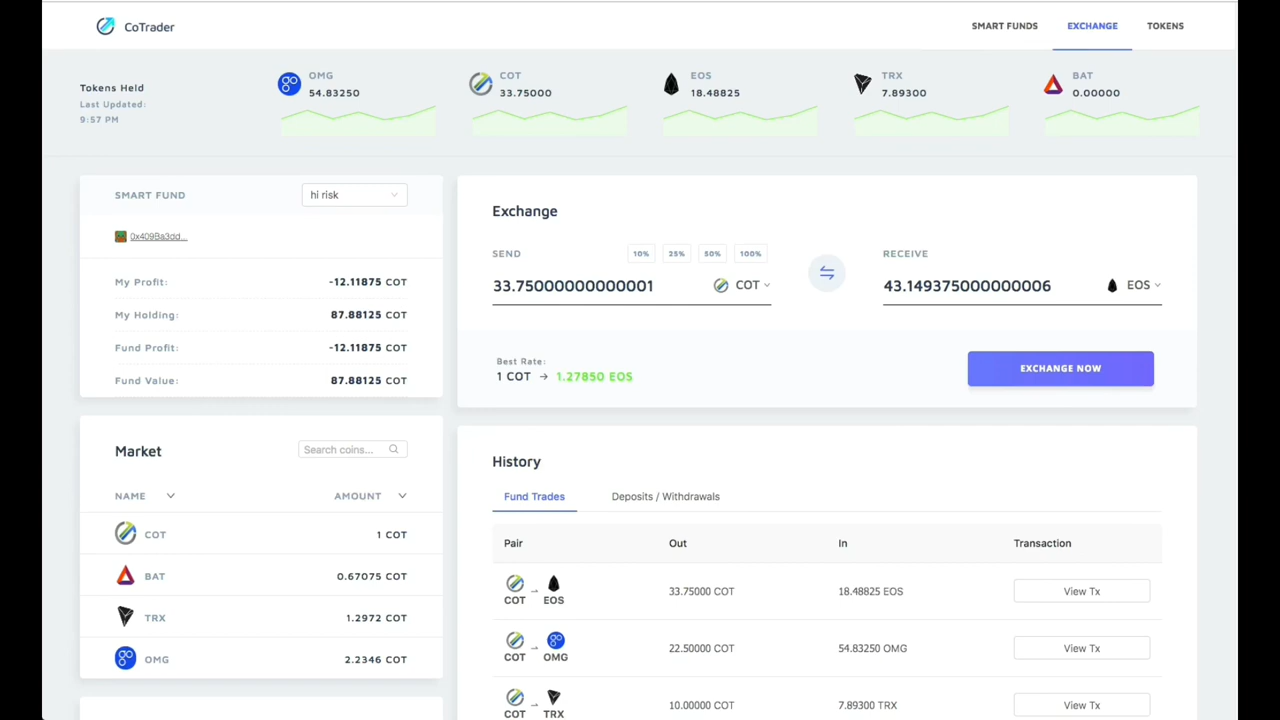 CoTrader
SMART FUNDS
EXCHANGE
TOKENS
Tokens Held
Last Updated:
9:57 PM
OMG
54.83250
COT
33.75000
EOS
18.48825
TRX
7.89300
BAT
0.00000
SMART FUND
hi risk
0x409Ba3dd...
My Profit: -12.11875 COT
My Holding: 87.88125 COT
Fund Profit: -12.11875 COT
Fund Value: 87.88125 COT
Market
Search coins...
NAME AMOUNT
COT 1 COT
BAT 0.67075 COT
TRX 1.2972 COT
OMG 2.2346 COT
Exchange
SEND 10% 25% 50% 100%
33.75000000000001 COT
RECEIVE
43.149375000000006 EOS
Best Rate:
1 COT → 1.27850 EOS
EXCHANGE NOW
History
Fund Trades Deposits / Withdrawals
Pair Out In Transaction
COT → EOS 33.75000 COT 18.48825 EOS View Tx
COT → OMG 22.50000 COT 54.83250 OMG View Tx
COT → TRX 10.00000 COT 7.89300 TRX View Tx